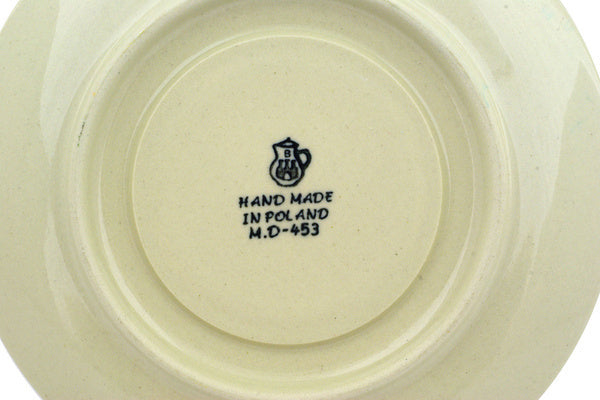 B
HAND MADE
IN POLAND
M.D-453